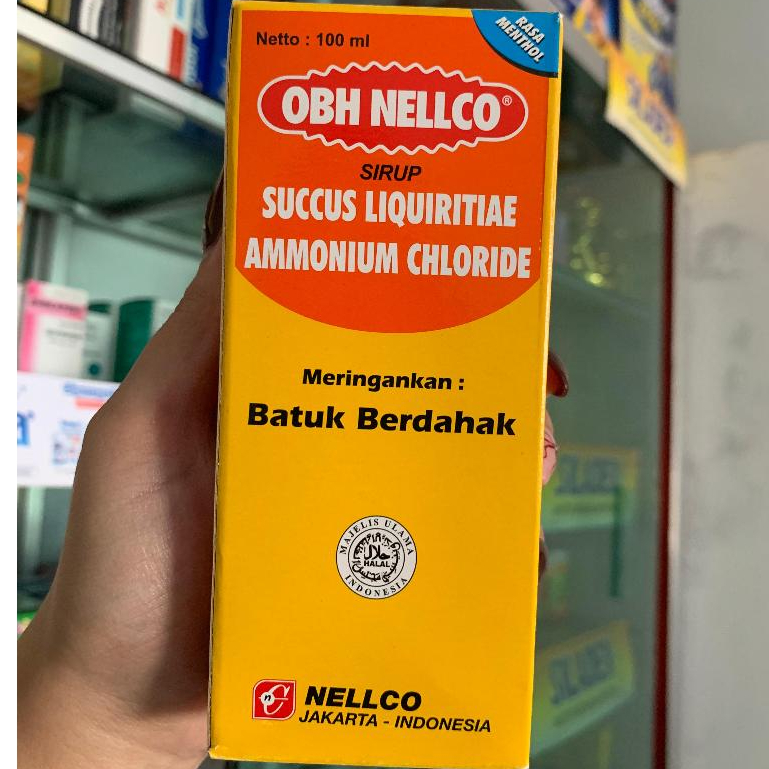 Netto : 100 ml
RASA
MENTHOL
OBH NELLCO®
SIRUP
SUCCUS LIQUIRITIAE
AMMONIUM CHLORIDE
Meringankan :
Batuk Berdahak
MAJELIS ULAMA
حلال
HALAL
INDONESIA
NELLCO
JAKARTA - INDONESIA